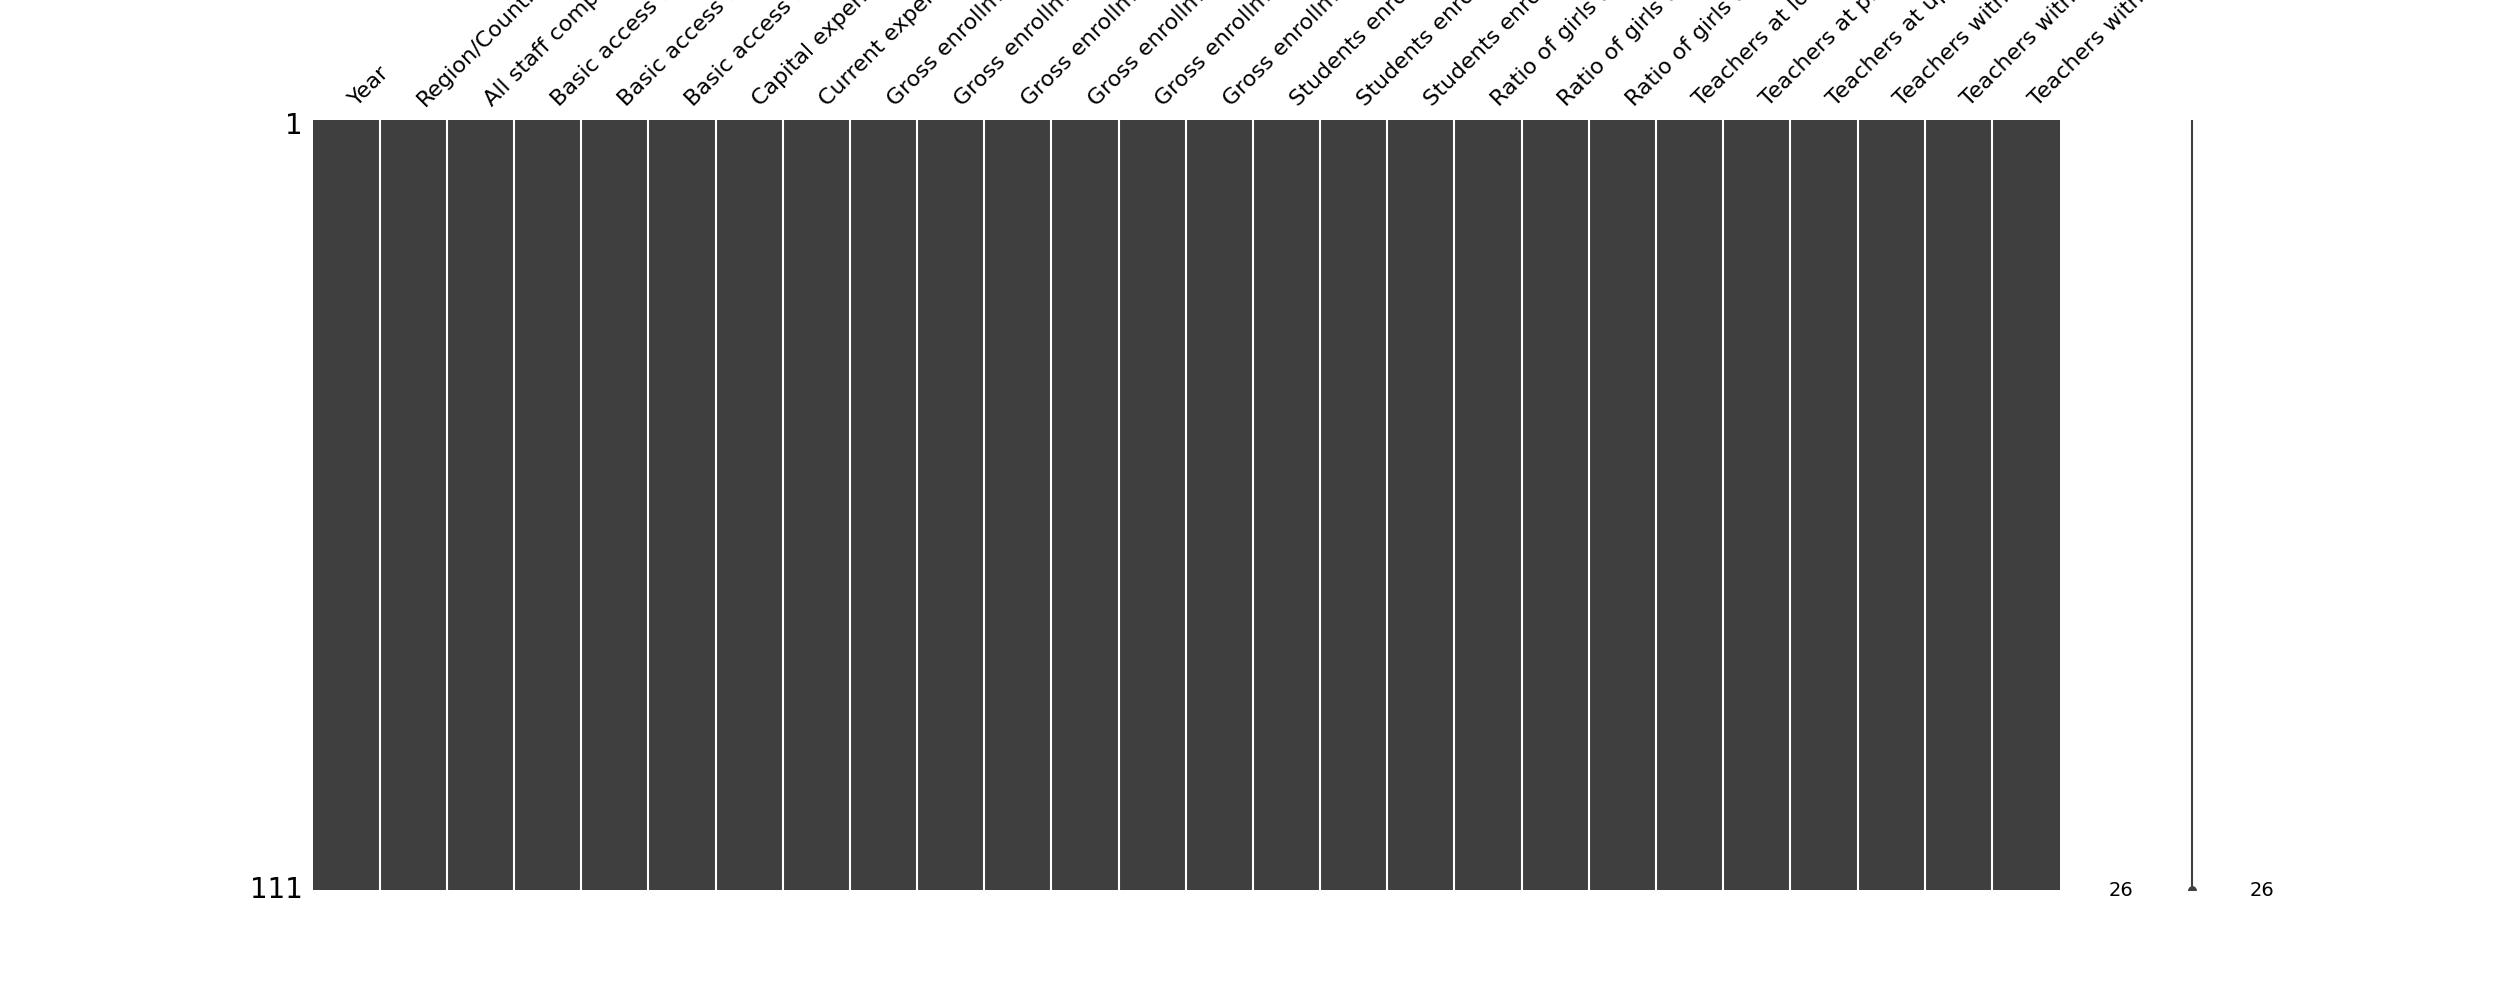 Year
Region/Count
All staff comp
Basic access
Basic access
Basic access
Capital expen
Current expen
Gross enrollm
Gross enrollm
Gross enrollm
Gross enrollm
Gross enrollm
Gross enrollm
Students enro
Students enro
Students enro
Ratio of girls
Ratio of girls
Ratio of girls
Teachers at lo
Teachers at p
Teachers at up
Teachers with
Teachers with
Teachers with
1
111
26
26